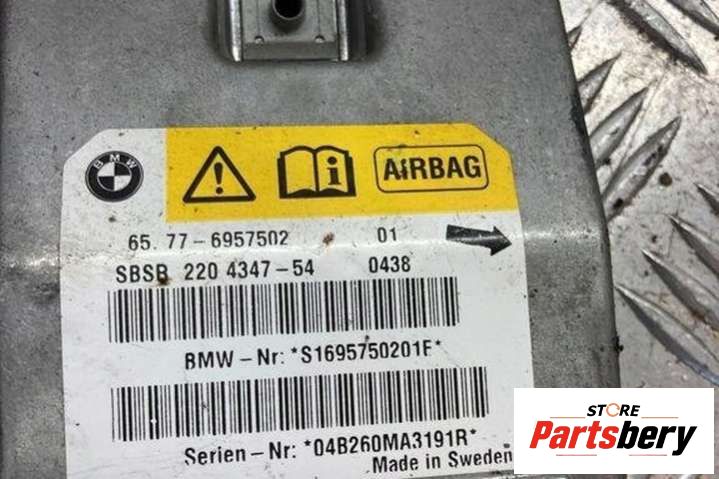 BMW
AIRBAG
65. 77-6957502 01
SBSB 220 4347-54 0438
BMW-Nr: *S1695750201E*
Serien-Nr: *04B260MA3191R*
Made in Sweden
STORE
Partsbery